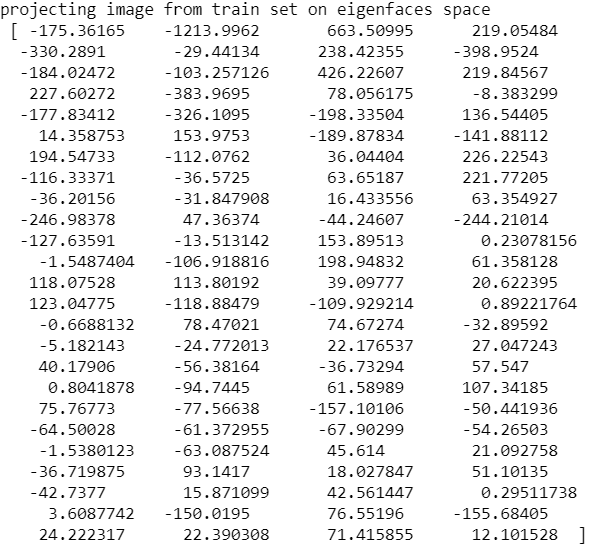 projecting image from train set on eigenfaces space
[ -175.36165 -1213.9962 663.50995 219.05484
-330.2891 -29.44134 238.42355 -398.9524
-184.02472 -103.257126 426.22607 219.84567
227.60272 -383.9695 78.056175 -8.383299
-177.83412 -326.1095 -198.33504 136.54405
14.358753 153.9753 -189.87834 -141.88112
194.54733 -112.0762 36.04404 226.22543
-116.33371 -36.5725 63.65187 221.77205
-36.20156 -31.847908 16.433556 63.354927
-246.98378 47.36374 -44.24607 -244.21014
-127.63591 -13.513142 153.89513 0.23078156
-1.5487404 -106.918816 198.94832 61.358128
118.07528 113.80192 39.09777 20.622395
123.04775 -118.88479 -109.929214 0.89221764
-0.6688132 78.47021 74.67274 -32.89592
-5.182143 -24.772013 22.176537 27.047243
40.17906 -56.38164 -36.73294 57.547
0.8041878 -94.7445 61.58989 107.34185
75.76773 -77.56638 -157.10106 -50.441936
-64.50028 -61.372955 -67.90299 -54.26503
-1.5380123 -63.087524 45.614 21.092758
-36.719875 93.1417 18.027847 51.10135
-42.7377 15.871099 42.561447 0.29511738
3.6087742 -150.0195 76.55196 -155.68405
24.222317 22.390308 71.415855 12.101528 ]